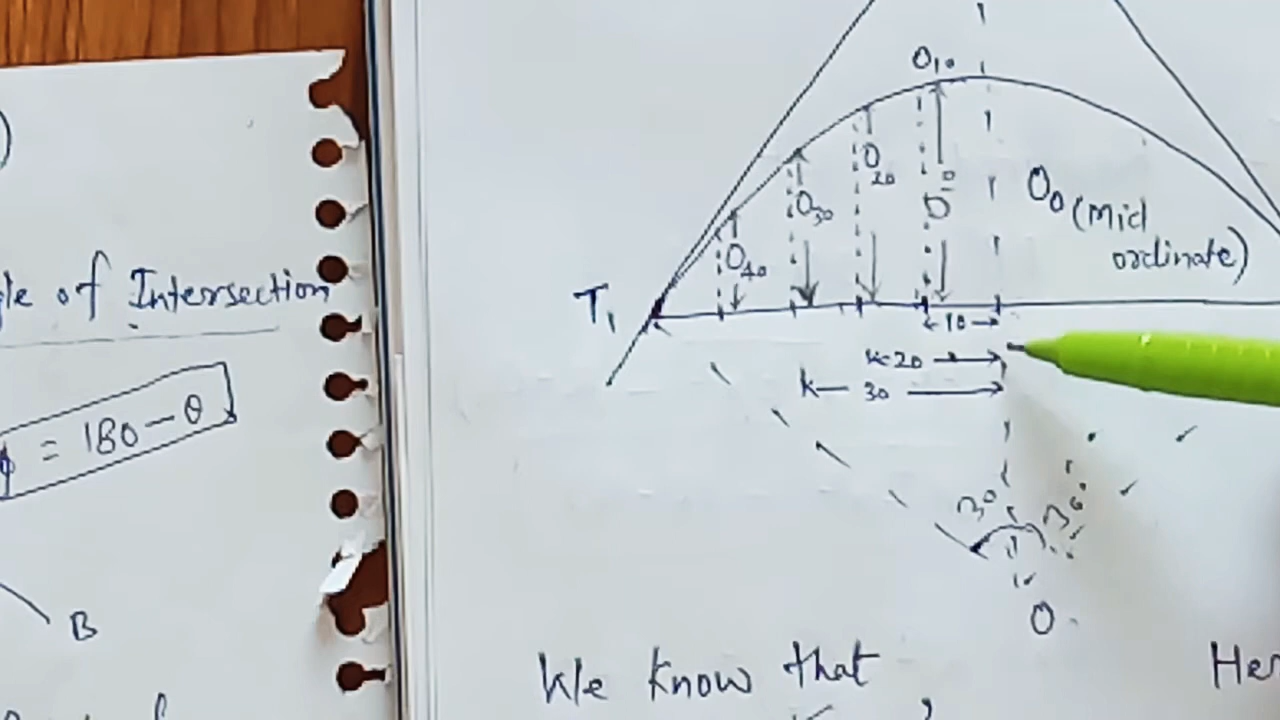 )
le of Intersection
ϕ = 180 - θ
B
O10
O20
O30
O40
O10
O0 (Mid
ordinate)
T1
10
20
30
30
30°
O
We know that
Her